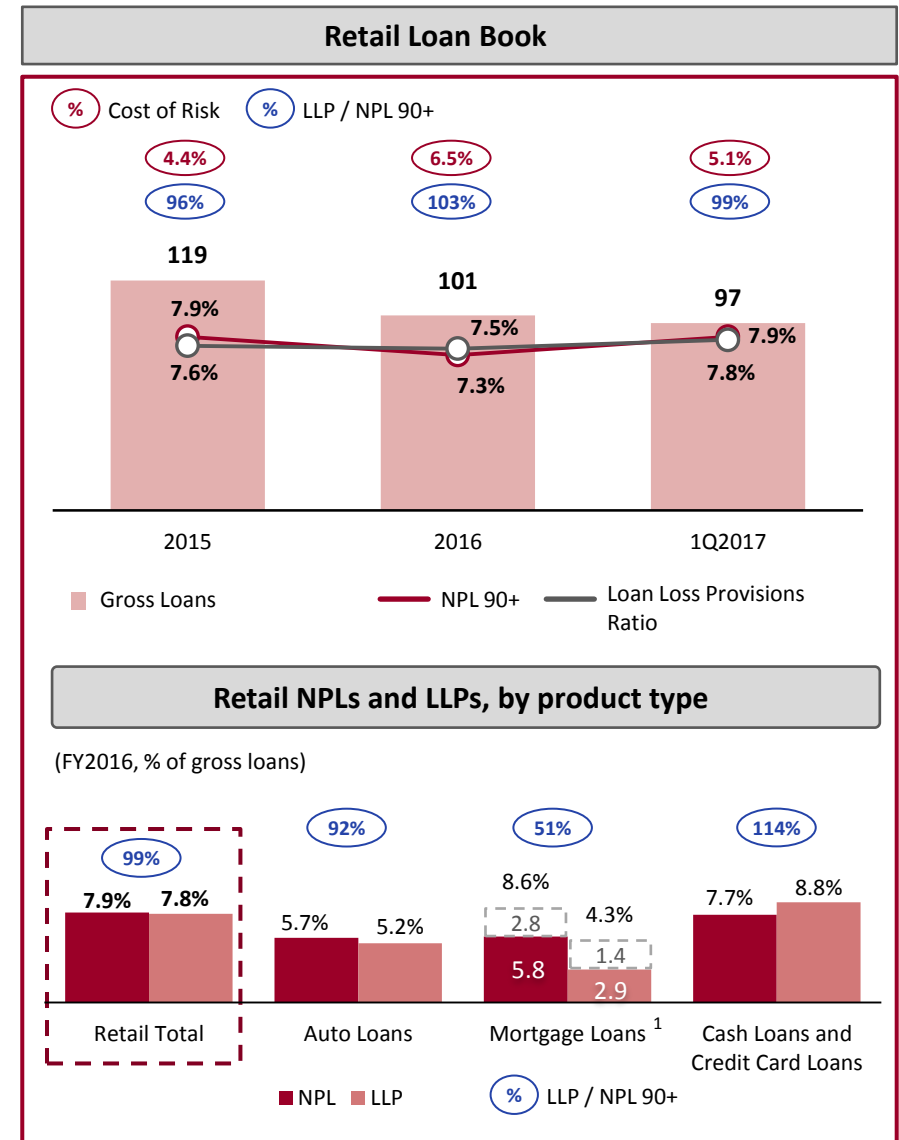 Retail Loan Book
% Cost of Risk % LLP / NPL 90+
4.4% 6.5% 5.1%
96% 103% 99%
119 101 97
7.9% 7.5% 7.9%
7.6% 7.3% 7.8%
2015 2016 1Q2017
Gross Loans NPL 90+ Loan Loss Provisions
Ratio
Retail NPLs and LLPs, by product type
(FY2016, % of gross loans)
99% 92% 51% 114%
7.9% 7.8% 5.7% 5.2% 8.6% 4.3% 7.7% 8.8%
2.8 1.4
5.8 2.9
Retail Total Auto Loans Mortgage Loans 1 Cash Loans and
Credit Card Loans
NPL LLP % LLP / NPL 90+